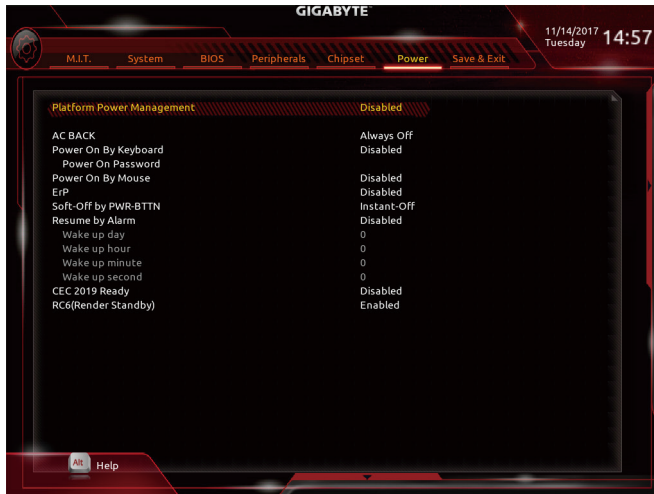 GIGABYTE
11/14/2017 14:57
Tuesday
M.I.T. System BIOS Peripherals Chipset Power Save & Exit
Platform Power Management Disabled
AC BACK Always Off
Power On By Keyboard Disabled
Power On Password
Power On By Mouse Disabled
ErP Disabled
Soft-Off by PWR-BTTN Instant-Off
Resume by Alarm Disabled
Wake up day 0
Wake up hour 0
Wake up minute 0
Wake up second 0
CEC 2019 Ready Disabled
RC6(Render Standby) Enabled
Alt Help